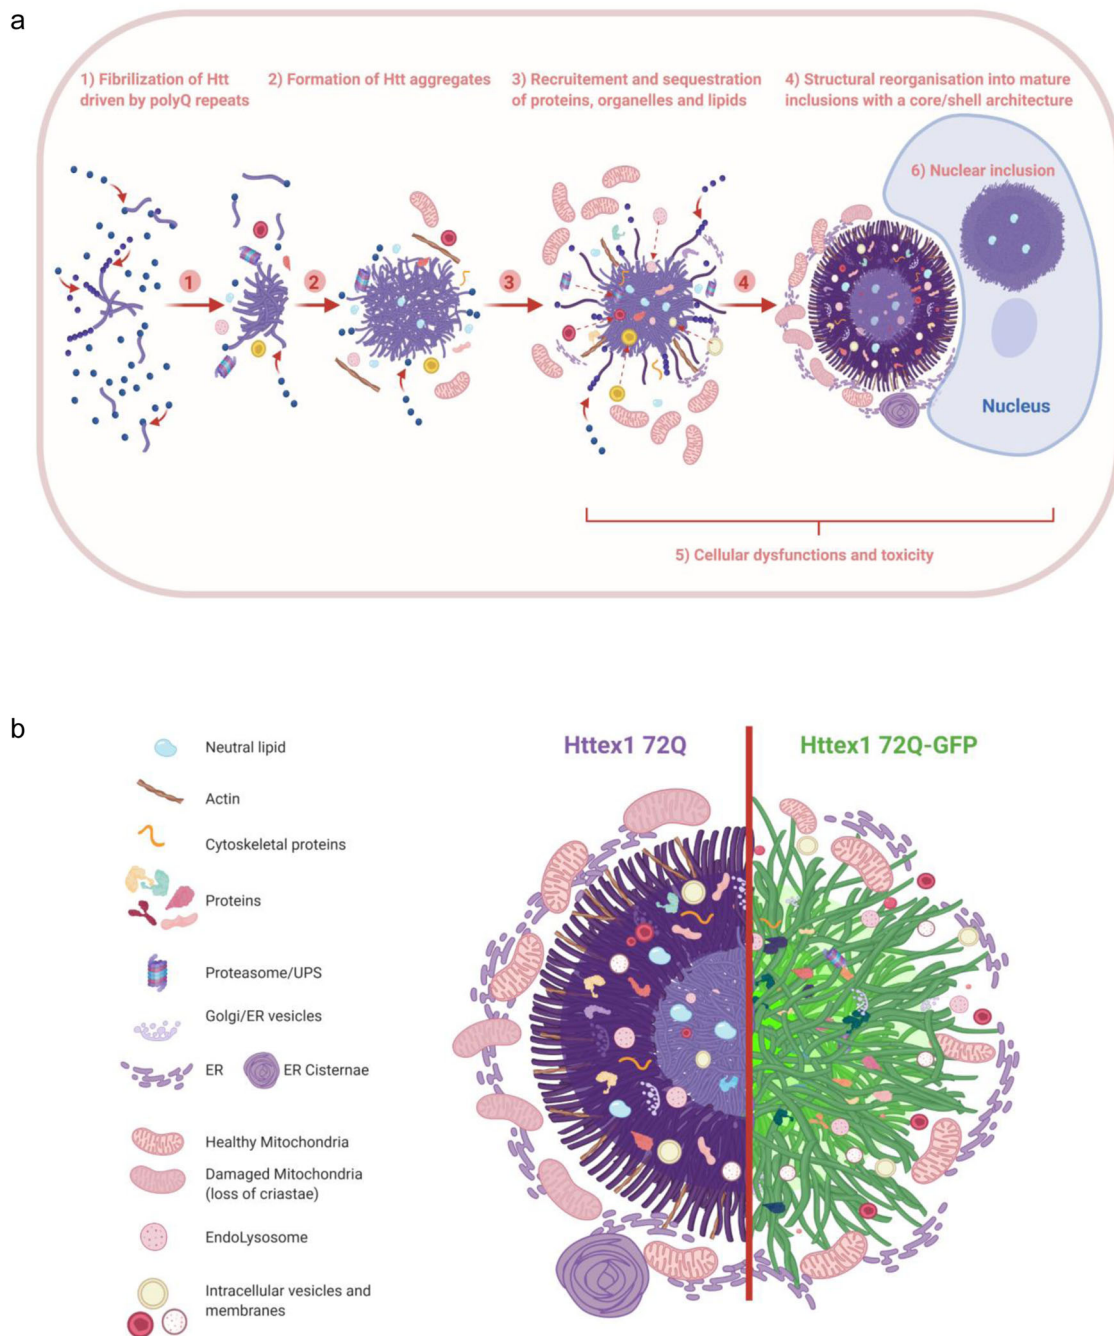 a
1) Fibrilization of Htt
driven by polyQ repeats
2) Formation of Htt aggregates
3) Recruitement and sequestration
of proteins, organelles and lipids
4) Structural reorganisation into mature
inclusions with a core/shell architecture
6) Nuclear inclusion
1
2
3
4
Nucleus
5) Cellular dysfunctions and toxicity
b
Httex1 72Q
Httex1 72Q-GFP
Neutral lipid
Actin
Cytoskeletal proteins
Proteins
Proteasome/UPS
Golgi/ER vesicles
ER
ER Cisternae
Healthy Mitochondria
Damaged Mitochondria
(loss of criastae)
EndoLysosome
Intracellular vesicles and
membranes